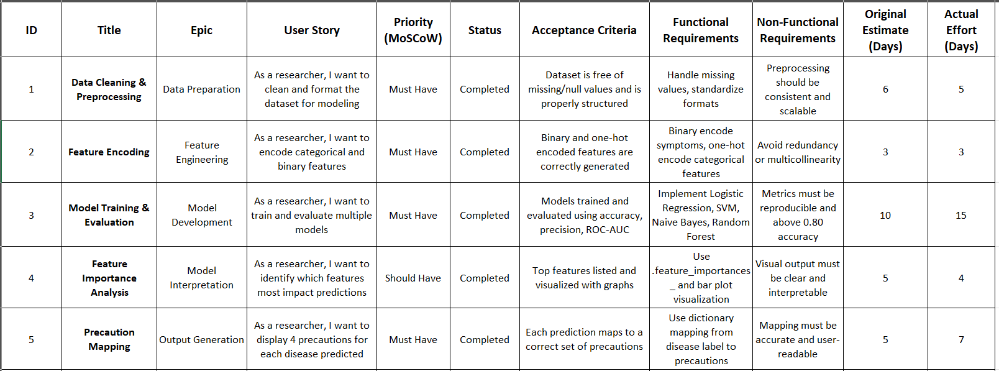 ID
Title
Epic
User Story
Priority
(MoSCoW)
Status
Acceptance Criteria
Functional
Requirements
Non-Functional
Requirements
Original
Estimate
(Days)
Actual
Effort
(Days)
1
Data Cleaning &
Preprocessing
Data Preparation
As a researcher, I want to
clean and format the
dataset for modeling
Must Have
Completed
Dataset is free of
missing/null values and is
properly structured
Handle missing
values, standardize
formats
Preprocessing
should be
consistent and
scalable
6
5
2
Feature Encoding
Feature
Engineering
As a researcher, I want to
encode categorical and
binary features
Must Have
Completed
Binary and one-hot
encoded features are
correctly generated
Binary encode
symptoms, one-hot
encode categorical
features
Avoid redundancy
or multicollinearity
3
3
3
Model Training &
Evaluation
Model
Development
As a researcher, I want to
train and evaluate multiple
models
Must Have
Completed
Models trained and
evaluated using accuracy,
precision, ROC-AUC
Implement Logistic
Regression, SVM,
Naive Bayes, Random
Forest
Metrics must be
reproducible and
above 0.80
accuracy
10
15
4
Feature
Importance
Analysis
Model
Interpretation
As a researcher, I want to
identify which features
most impact predictions
Should Have
Completed
Top features listed and
visualized with graphs
Use
.feature_importances
_ and bar plot
visualization
Visual output must
be clear and
interpretable
5
4
5
Precaution
Mapping
Output Generation
As a researcher, I want to
display 4 precautions for
each disease predicted
Must Have
Completed
Each prediction maps to a
correct set of precautions
Use dictionary
mapping from
disease label to
precautions
Mapping must be
accurate and user-
readable
5
7